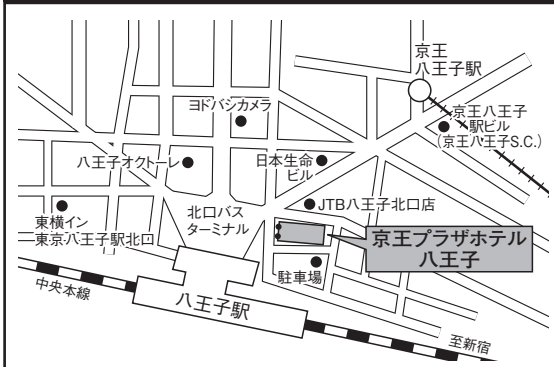 京王
八王子駅
ヨドバシカメラ
京王八王子
駅ビル
(京王八王子S.C.)
八王子オクトーレ
日本生命
ビル
JTB八王子北口店
北口バス
ターミナル
東横イン
東京八王子駅北口
京王プラザホテル
八王子
駐車場
中央本線
八王子駅
至新宿